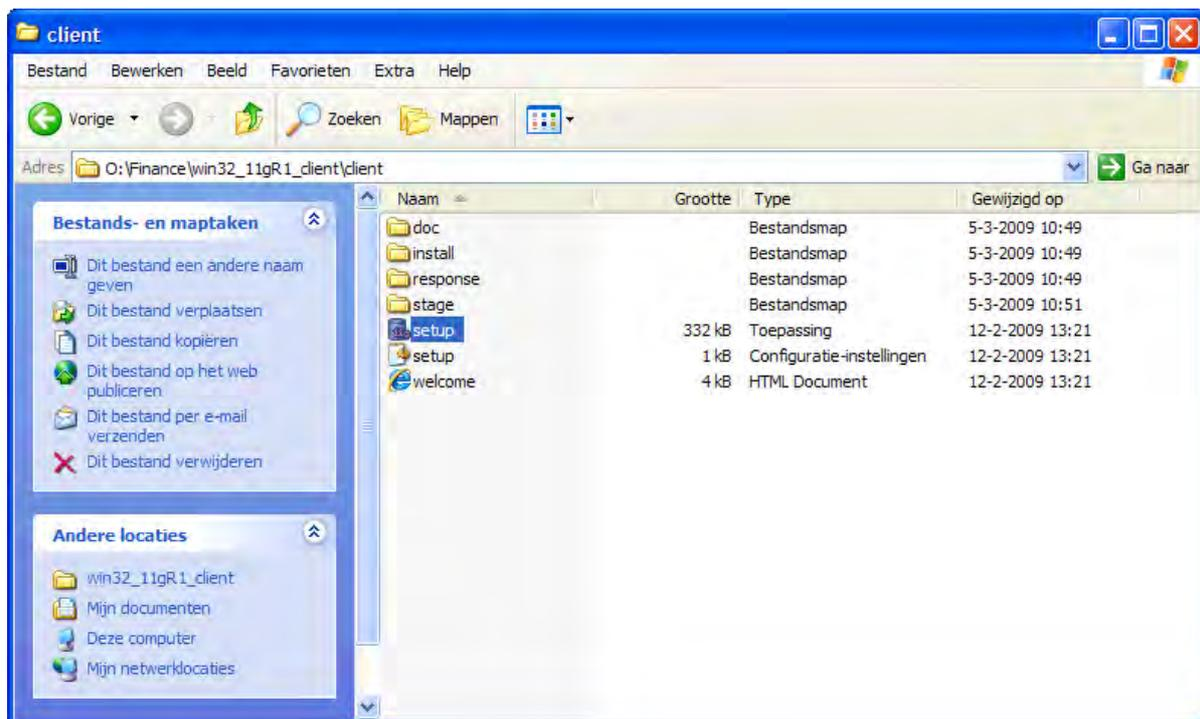 client
Bestand Bewerken Beeld Favorieten Extra Help
Vorige Zoeken Mappen
Adres O:\Finance\win32_11gR1_client\client Ga naar
Bestands- en maptaken
Dit bestand een andere naam
geven
Dit bestand verplaatsen
Dit bestand kopiëren
Dit bestand op het web
publiceren
Dit bestand per e-mail
verzenden
Dit bestand verwijderen
Andere locaties
win32_11gR1_client
Mijn documenten
Deze computer
Mijn netwerklocaties
Naam Grootte Type Gewijzigd op
doc Bestandsmap 5-3-2009 10:49
install Bestandsmap 5-3-2009 10:49
response Bestandsmap 5-3-2009 10:49
stage Bestandsmap 5-3-2009 10:51
setup 332 kB Toepassing 12-2-2009 13:21
setup 1 kB Configuratie-instellingen 12-2-2009 13:21
welcome 4 kB HTML Document 12-2-2009 13:21